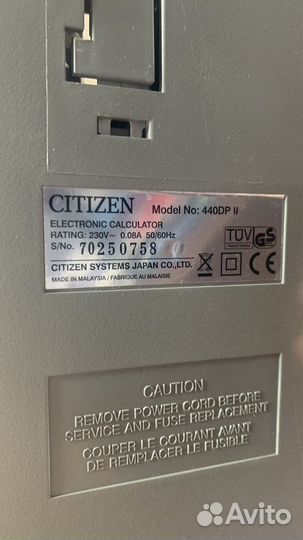 CITIZEN Model No: 440DP II
ELECTRONIC CALCULATOR
RATING: 230V~ 0.08A 50/60Hz
S/No. 70250758
CITIZEN SYSTEMS JAPAN CO.,LTD.
MADE IN MALAYSIA / FABRIQUE AU MALAISIE
TÜV GS
CAUTION
REMOVE POWER CORD BEFORE
SERVICE AND FUSE REPLACEMENT
COUPER LE COURANT AVANT
DE REMPLACER LE FUSIBLE
Avito